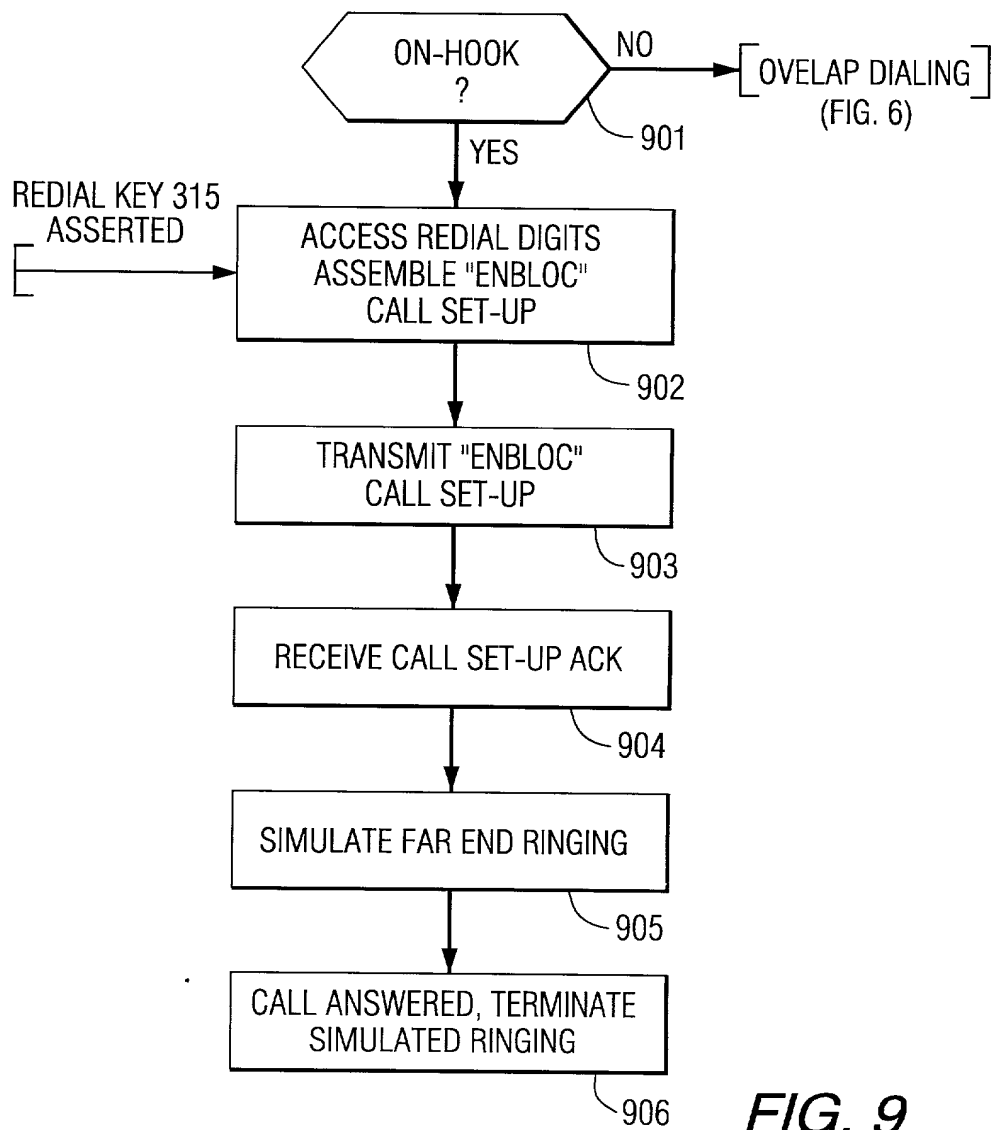 ON-HOOK
?
NO
[OVELAP DIALING]
(FIG. 6)
901
YES
REDIAL KEY 315
ASSERTED
ACCESS REDIAL DIGITS
ASSEMBLE "ENBLOC"
CALL SET-UP
902
TRANSMIT "ENBLOC"
CALL SET-UP
903
RECEIVE CALL SET-UP ACK
904
SIMULATE FAR END RINGING
905
CALL ANSWERED, TERMINATE
SIMULATED RINGING
906
FIG. 9